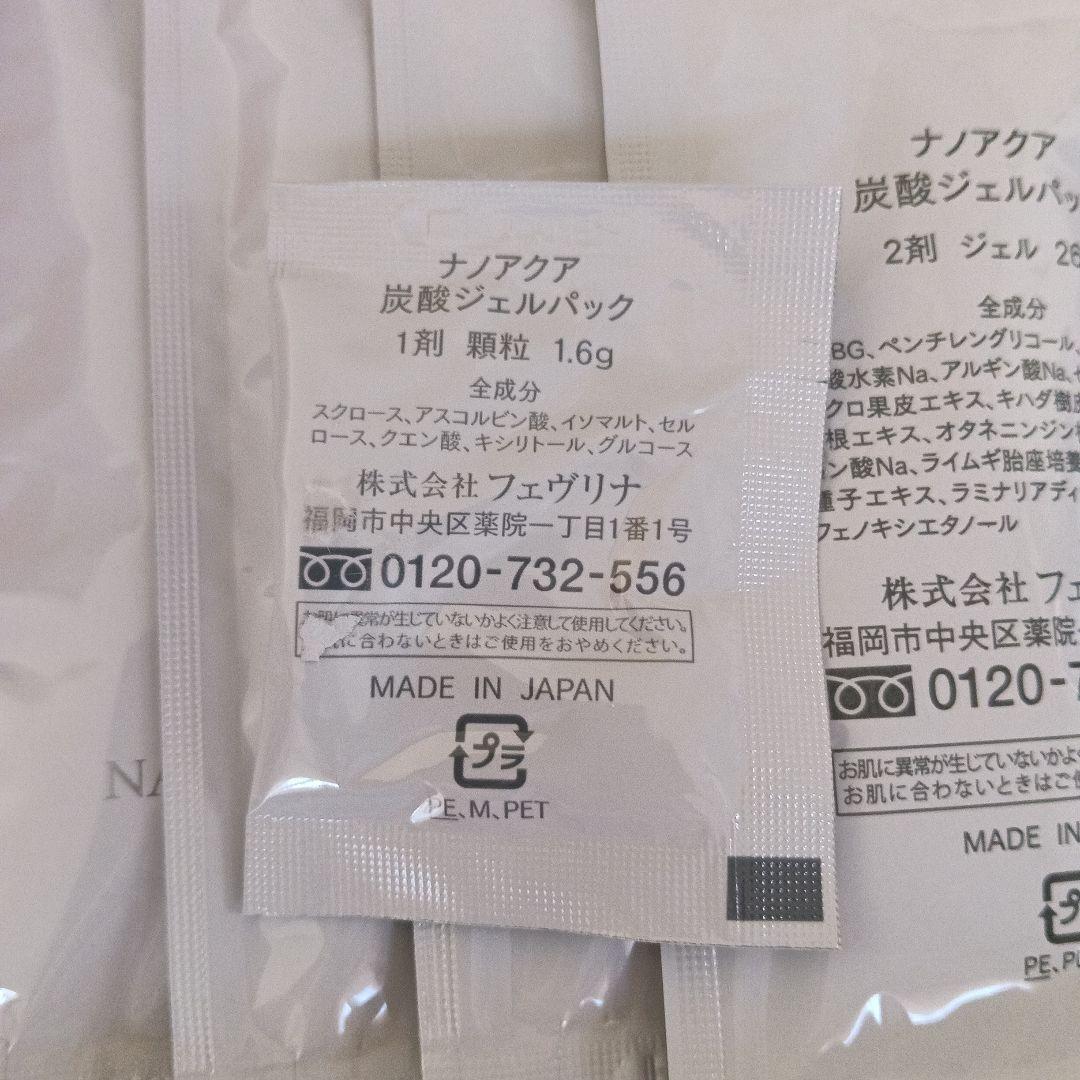 ナノアクア
炭酸ジェルパック
1剤 顆粒 1.6g
全成分
スクロース、アスコルビン酸、イソマルト、セル
ロース、クエン酸、キシリトール、グルコース
株式会社 フェヴリナ
福岡市中央区薬院一丁目1番1号
0120-732-556
お肌に異常が生じていないかよく注意して使用してください。
に合わないときはご使用をおやめください。
MADE IN JAPAN
プラ
PE、M、PET
ナノアクア
炭酸ジェルパッ
2剤 ジェル 26
全成分
BG、ペンチレングリコール、
酸水素Na、アルギン酸Na、
クロ果皮エキス、キハダ樹皮
根エキス、オタネニンジン
ン酸Na、ライムギ胎座培養
種子エキス、ラミナリアディ
フェノキシエタノール
株式会社 フェ
福岡市中央区薬院
0120-7
お肌に異常が生じていないかよ
お肌に合わないときはご使
MADE IN
プ
PE、
NA